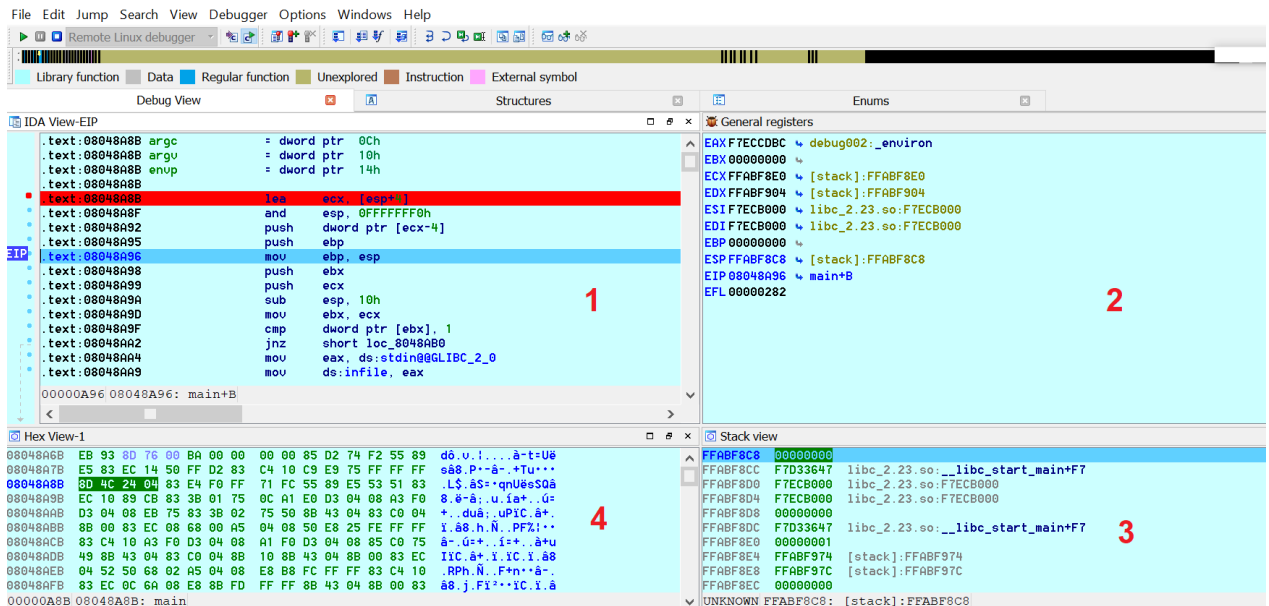 File Edit Jump Search View Debugger Options Windows Help
Remote Linux debugger
Library function Data Regular function Unexplored Instruction External symbol
Debug View Structures Enums
IDA View-EIP
.text:08048A8B argc = dword ptr 0Ch
.text:08048A8B argv = dword ptr 10h
.text:08048A8B envp = dword ptr 14h
.text:08048A8B
.text:08048A8B lea ecx, [esp+4]
.text:08048A8F and esp, 0FFFFFFF0h
.text:08048A92 push dword ptr [ecx-4]
.text:08048A95 push ebp
EIP .text:08048A96 mov ebp, esp
.text:08048A98 push ebx
.text:08048A99 push ecx
.text:08048A9A sub esp, 10h
.text:08048A9D mov ebx, ecx
.text:08048A9F cmp dword ptr [ebx], 1
.text:08048AA2 jnz short loc_8048AB0
.text:08048AA4 mov eax, ds:stdin@@GLIBC_2_0
.text:08048AA9 mov ds:infile, eax
1
00000A96 08048A96: main+B
General registers
EAX F7ECCDBC debug002:_environ
EBX 00000000
ECX FFABF8E0 [stack]:FFABF8E0
EDX FFABF904 [stack]:FFABF904
ESI F7ECB000 libc_2.23.so:F7ECB000
EDI F7ECB000 libc_2.23.so:F7ECB000
EBP 00000000
ESP FFABF8C8 [stack]:FFABF8C8
EIP 08048A96 main+B
EFL 00000282
2
Hex View-1
08048A6B EB 93 8D 76 00 BA 00 00 00 00 85 D2 74 F2 55 89
08048A7B E5 83 EC 14 50 FF D2 83 C4 10 C9 E9 75 FF FF FF
08048A8B 8D 4C 24 04 83 E4 F0 FF 71 FC 55 89 E5 53 51 83
08048A9B EC 10 89 CB 83 3B 01 75 0C A1 E0 D3 04 08 A3 F0
08048AAB D3 04 08 EB 75 83 3B 02 75 50 8B 43 04 83 C0 04
08048ABB 8B 00 83 EC 08 68 00 A5 04 08 50 E8 25 FE FF FF
08048ACB 83 C4 10 A3 F0 D3 04 08 A1 F0 D3 04 08 85 C0 75
08048ADB 49 8B 43 04 83 C0 04 8B 10 8B 43 04 8B 00 83 EC
08048AEB 04 52 50 68 02 A5 04 08 E8 B8 FC FF FF 83 C4 10
08048AFB 83 EC 0C 6A 08 E8 8B FD FF FF 8B 43 04 8B 00 83
4
00000A8B 08048A8B: main
Stack view
FFABF8C8 00000000
FFABF8CC F7D33647 libc_2.23.so:__libc_start_main+F7
FFABF8D0 F7ECB000 libc_2.23.so:F7ECB000
FFABF8D4 F7ECB000 libc_2.23.so:F7ECB000
FFABF8D8 00000000
FFABF8DC F7D33647 libc_2.23.so:__libc_start_main+F7
FFABF8E0 00000001
FFABF8E4 FFABF974 [stack]:FFABF974
FFABF8E8 FFABF97C [stack]:FFABF97C
FFABF8EC 00000000
3
UNKNOWN FFABF8C8: [stack]:FFABF8C8